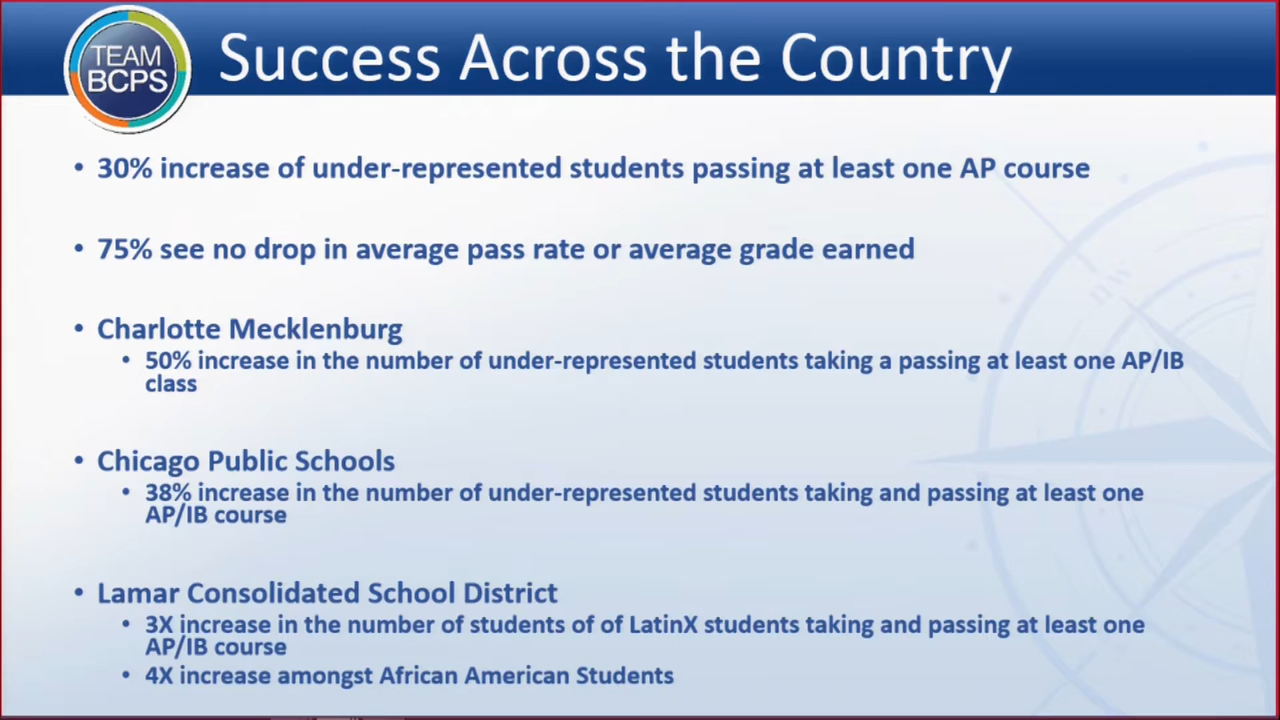 TEAM
BCPS
Success Across the Country
• 30% increase of under-represented students passing at least one AP course
• 75% see no drop in average pass rate or average grade earned
• Charlotte Mecklenburg
• 50% increase in the number of under-represented students taking a passing at least one AP/IB
class
• Chicago Public Schools
• 38% increase in the number of under-represented students taking and passing at least one
AP/IB course
• Lamar Consolidated School District
• 3X increase in the number of students of of LatinX students taking and passing at least one
AP/IB course
• 4X increase amongst African American Students